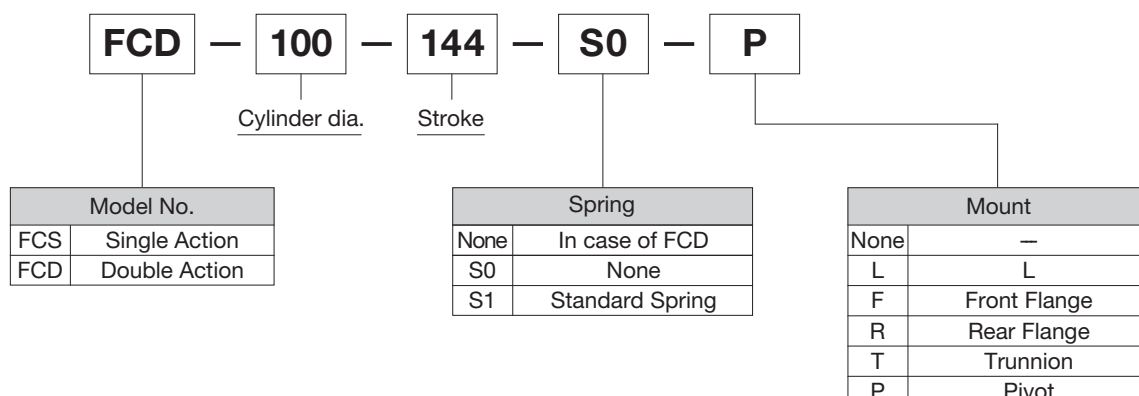 FCD — 100 — 144 — S0 — P
Cylinder dia. Stroke
Model No.
FCS Single Action
FCD Double Action
Spring
None In case of FCD
S0 None
S1 Standard Spring
Mount
None —
L L
F Front Flange
R Rear Flange
T Trunnion
P Pivot